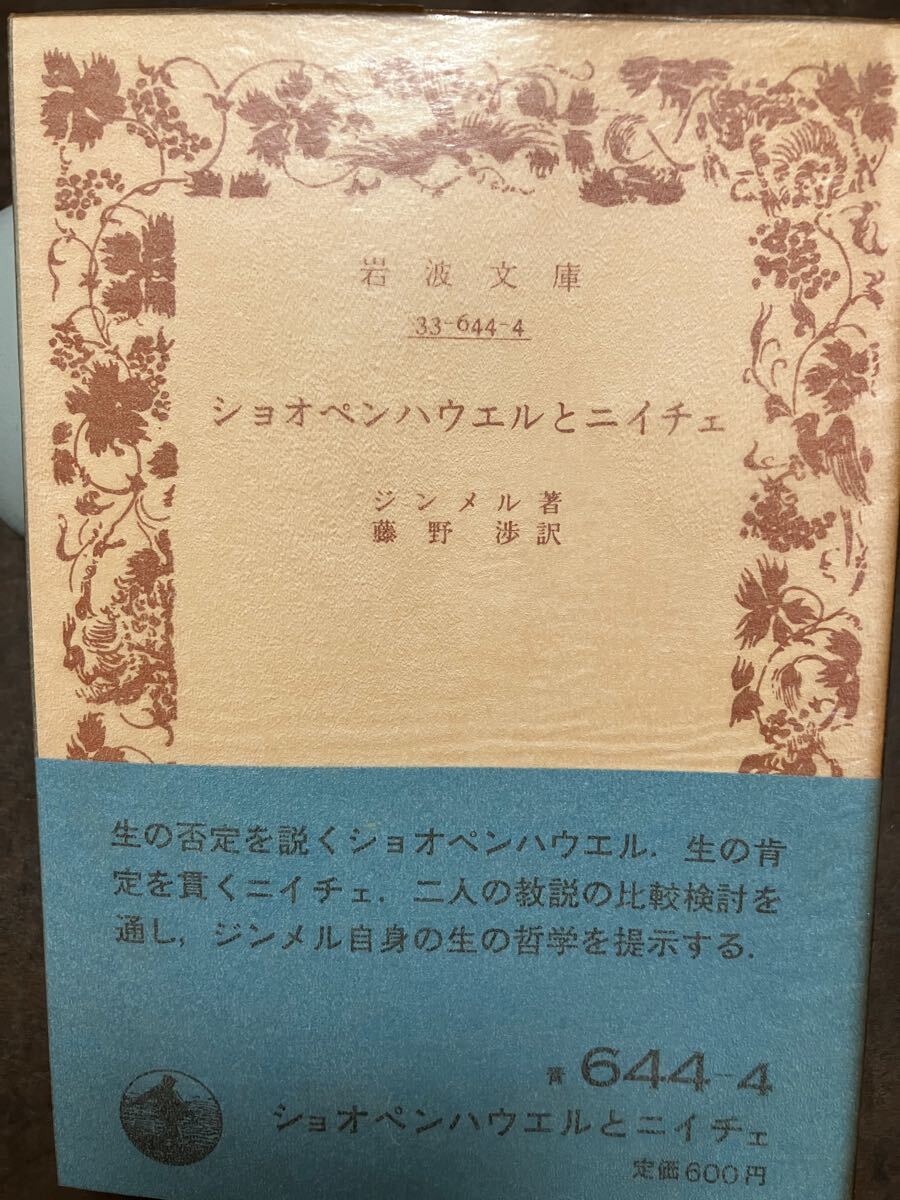 岩波文庫
33-644-4
ショオペンハウエルとニイチェ
ジンメル著
藤野渉訳
生の否定を説くショオペンハウエル．生の肯
定を貫くニイチェ．二人の教説の比較検討を
通し，ジンメル自身の生の哲学を提示する．
青 644-4
ショオペンハウエルとニイチェ
定価600円